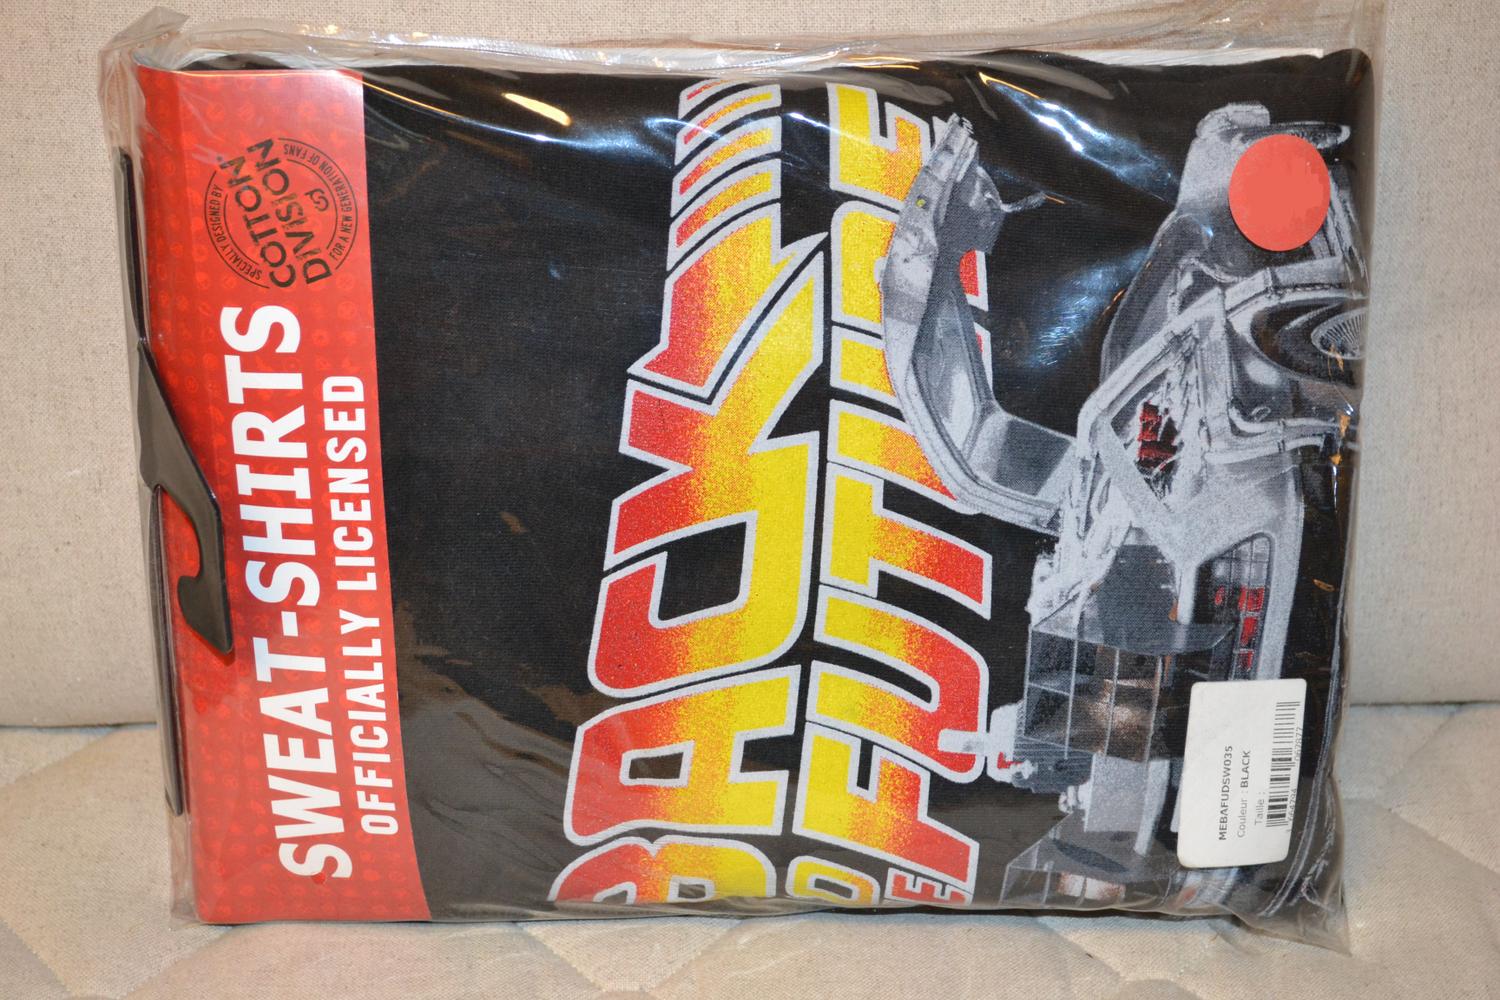 SPECIALLY DESIGNED BY
COTTON
DIVISION
FOR A NEW GENERATION OF FANS
SWEAT-SHIRTS
OFFICIALLY LICENSED
BACK
TO
FUTURE
MEBAFUDSW035
Couleur : BLACK
Taille :